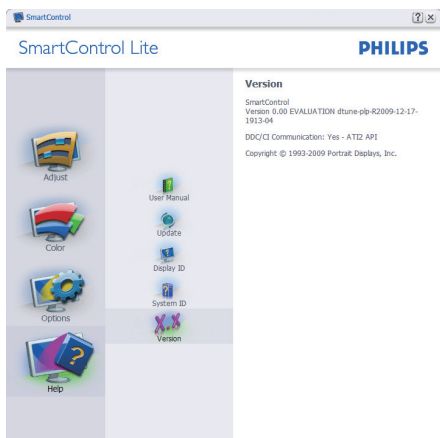 SmartControl
SmartControl Lite
PHILIPS
Adjust
Color
Options
Help
User Manual
Update
Display ID
System ID
X.X
Version
Version
SmartControl
Version 0.00 EVALUATION dtune-plp-R2009-12-17-
1913-04
DDC/CI Communication: Yes - ATI2 API
Copyright © 1993-2009 Portrait Displays, Inc.